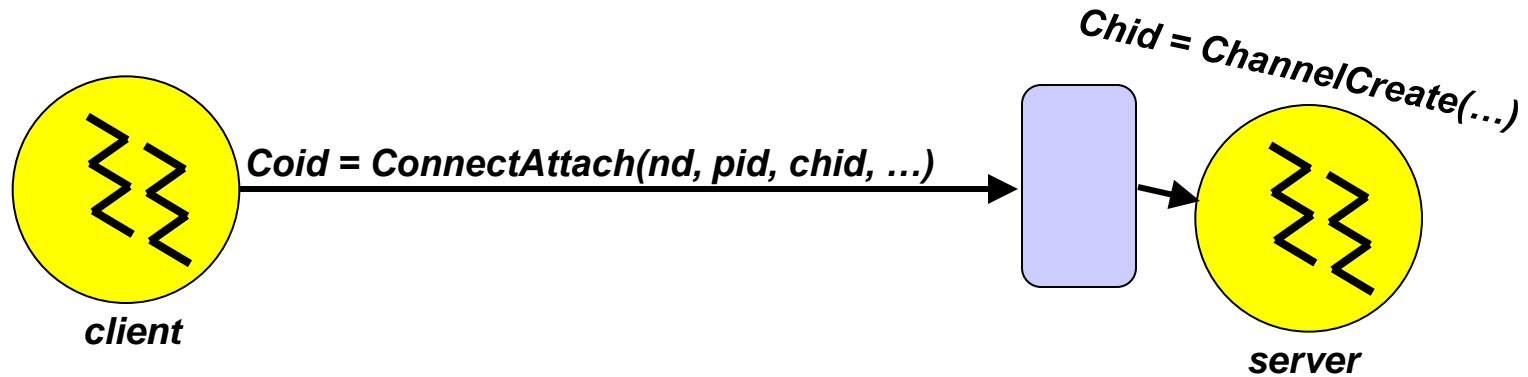 Chid = ChannelCreate(…)
Coid = ConnectAttach(nd, pid, chid, …)
client
server